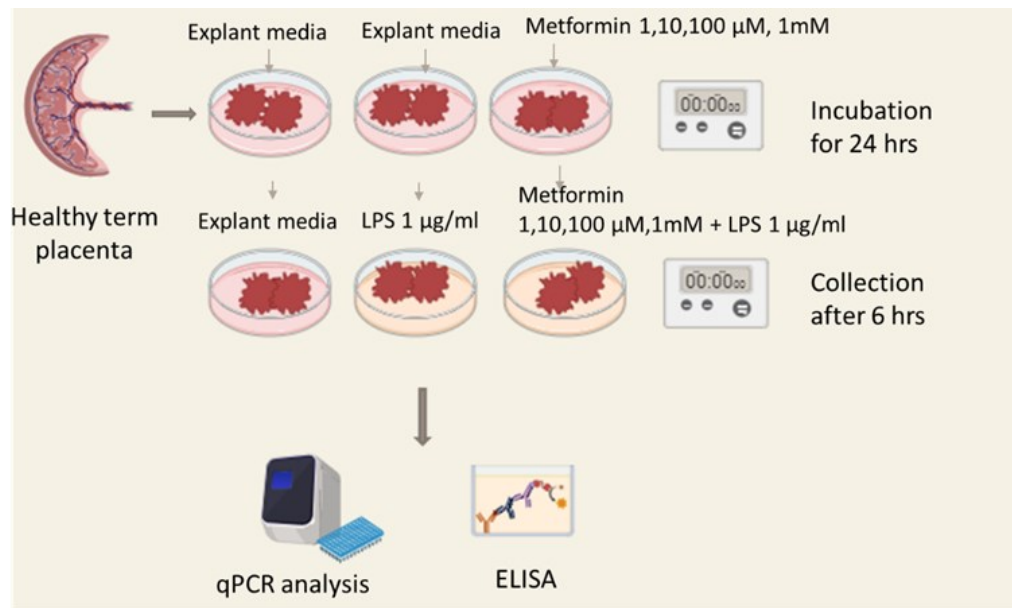 Explant media
Explant media
Metformin 1,10,100 µM, 1mM
00:0000
Incubation
for 24 hrs
Healthy term
placenta
Explant media
LPS 1 µg/ml
Metformin
1,10,100 µM,1mM + LPS 1 µg/ml
00:0000
Collection
after 6 hrs
qPCR analysis
ELISA